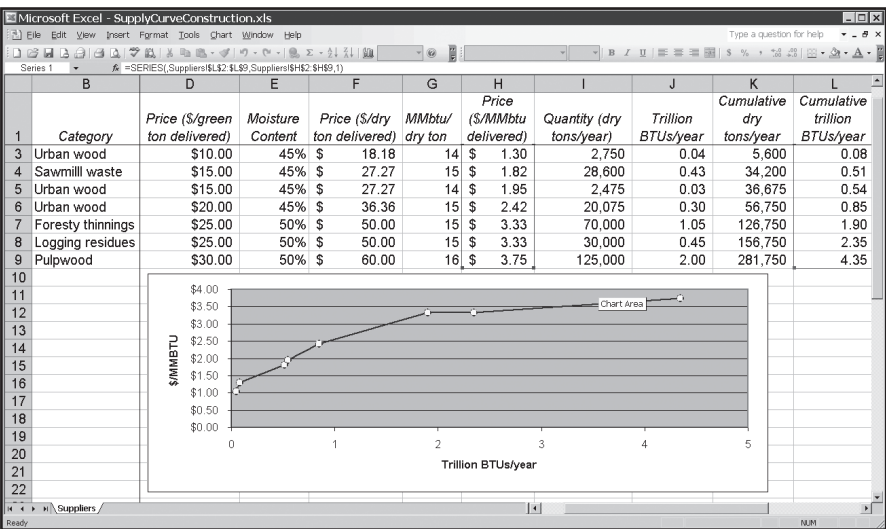 Microsoft Excel - SupplyCurveConstruction.xls
File Edit View Insert Format Tools Chart Window Help Type a question for help
Series 1 fx =SERIES(,Suppliers!$L$2:$L$9,Suppliers!$H$2:$H$9,1)
B D E F G H I J K L
1 Category Price ($/green ton delivered) Moisture Content Price ($/dry ton delivered) MMbtu/ dry ton Price ($/MMbtu delivered) Quantity (dry tons/year) Trillion BTUs/year Cumulative dry tons/year Cumulative trillion BTUs/year
3 Urban wood $10.00 45% $ 18.18 14 $ 1.30 2,750 0.04 5,600 0.08
4 Sawmilll waste $15.00 45% $ 27.27 15 $ 1.82 28,600 0.43 34,200 0.51
5 Urban wood $15.00 45% $ 27.27 14 $ 1.95 2,475 0.03 36,675 0.54
6 Urban wood $20.00 45% $ 36.36 15 $ 2.42 20,075 0.30 56,750 0.85
7 Foresty thinnings $25.00 50% $ 50.00 15 $ 3.33 70,000 1.05 126,750 1.90
8 Logging residues $25.00 50% $ 50.00 15 $ 3.33 30,000 0.45 156,750 2.35
9 Pulpwood $30.00 50% $ 60.00 16 $ 3.75 125,000 2.00 281,750 4.35
10
11
12
13
14
15
16
17
18
19
20
21
22
$4.00
$3.50
$3.00
$2.50
$2.00
$1.50
$1.00
$0.50
$0.00
$/MMBTU
Chart Area
0 1 2 3 4 5
Trillion BTUs/year
Suppliers
Ready NUM